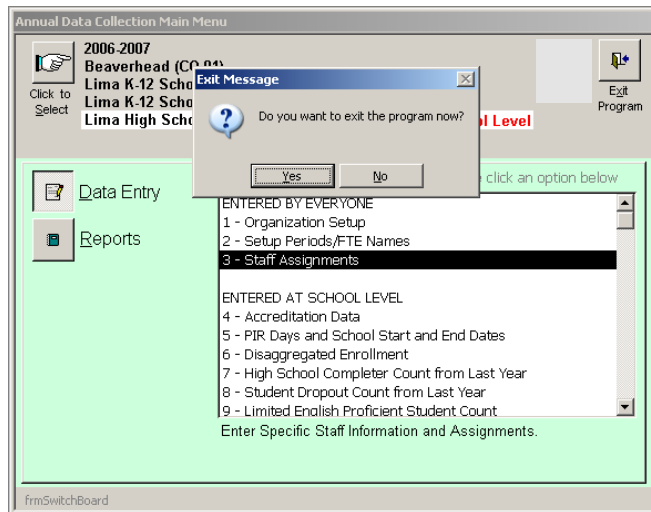 Annual Data Collection Main Menu
2006-2007
Beaverhead (CO 01)
Lima K-12 Scho
Lima K-12 Scho
Lima High Scho
ol Level
Click to
Select
Exit
Program
Exit Message
Do you want to exit the program now?
Yes
No
click an option below
Data Entry
Reports
ENTERED BY EVERYONE
1 - Organization Setup
2 - Setup Periods/FTE Names
3 - Staff Assignments
ENTERED AT SCHOOL LEVEL
4 - Accreditation Data
5 - PIR Days and School Start and End Dates
6 - Disaggregated Enrollment
7 - High School Completer Count from Last Year
8 - Student Dropout Count from Last Year
9 - Limited English Proficient Student Count
Enter Specific Staff Information and Assignments.
frmSwitchBoard